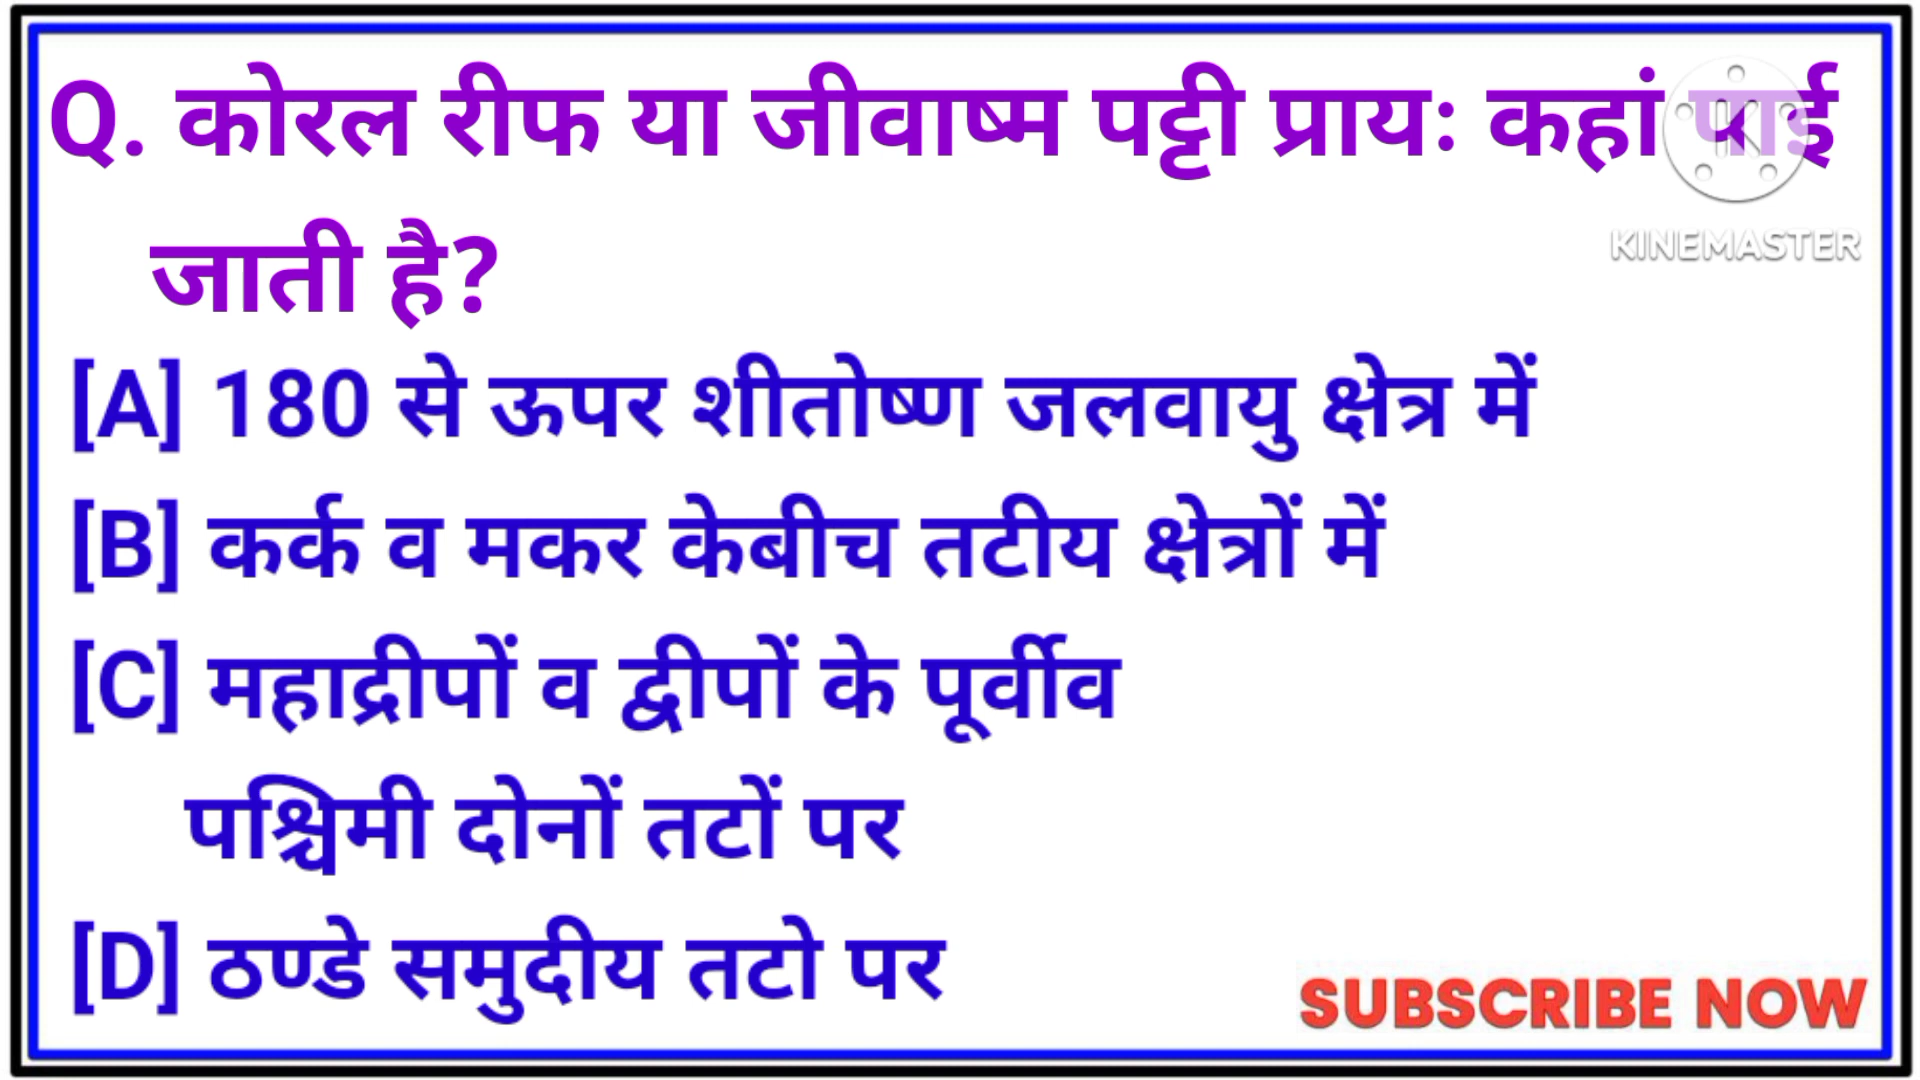 Q. कोरल रीफ या जीवाष्म पट्टी प्रायः कहां पाई
KINEMASTER
जाती है?
[A] 180 से ऊपर शीतोष्ण जलवायु क्षेत्र में
[B] कर्क व मकर केबीच तटीय क्षेत्रों में
[C] महाद्रीपों व द्वीपों के पूर्वीव
पश्चिमी दोनों तटों पर
[D] ठण्डे समुदीय तटो पर
SUBSCRIBE NOW